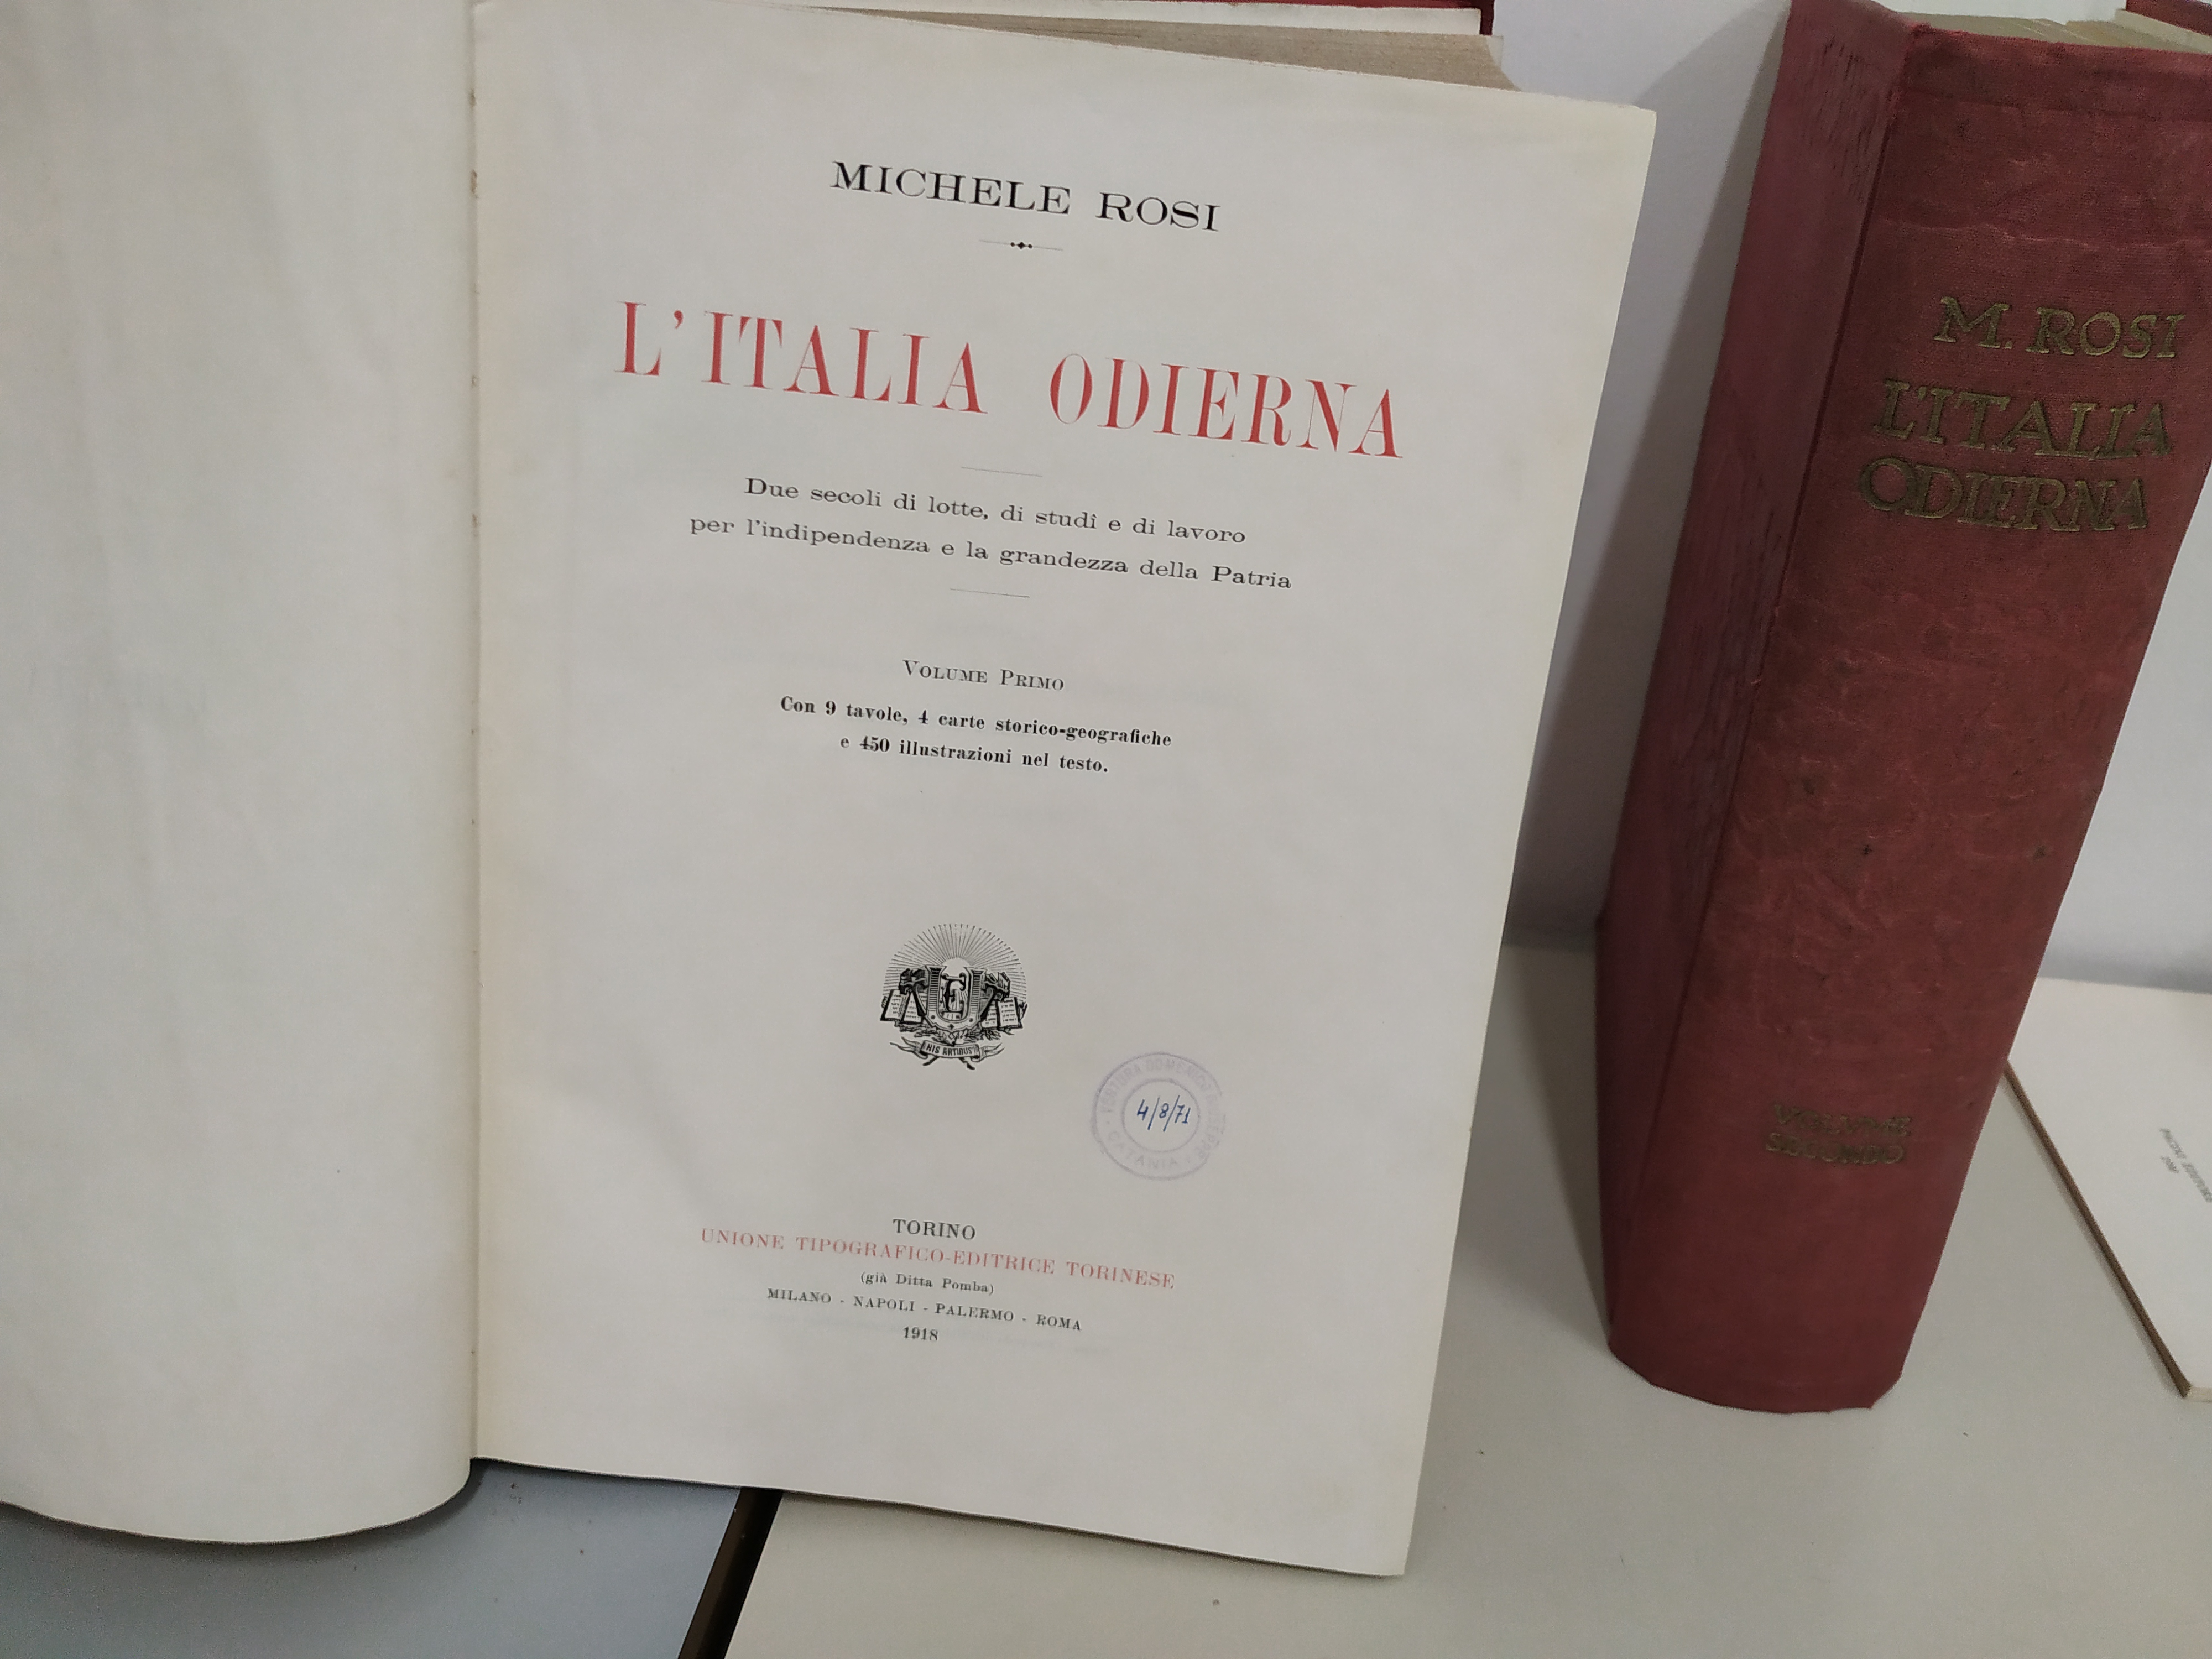 MICHELE ROSI
L'ITALIA ODIERNA
Due secoli di lotte, di studî e di lavoro
per l'indipendenza e la grandezza della Patria
VOLUME PRIMO
Con 9 tavole, 4 carte storico-geografiche
e 450 illustrazioni nel testo.
HIS ARTIBUS
4/8/71
CATANIA
TORINO
UNIONE TIPOGRAFICO-EDITRICE TORINESE
(già Ditta Pomba)
MILANO - NAPOLI - PALERMO - ROMA
1918
M. ROSI
L'ITALIA
ODIERNA
VOLUME
SECONDO